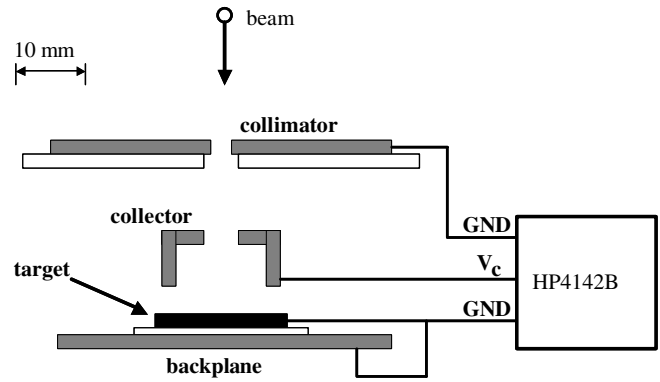 beam
10 mm
collimator
collector
GND
target
Vc
HP4142B
GND
backplane